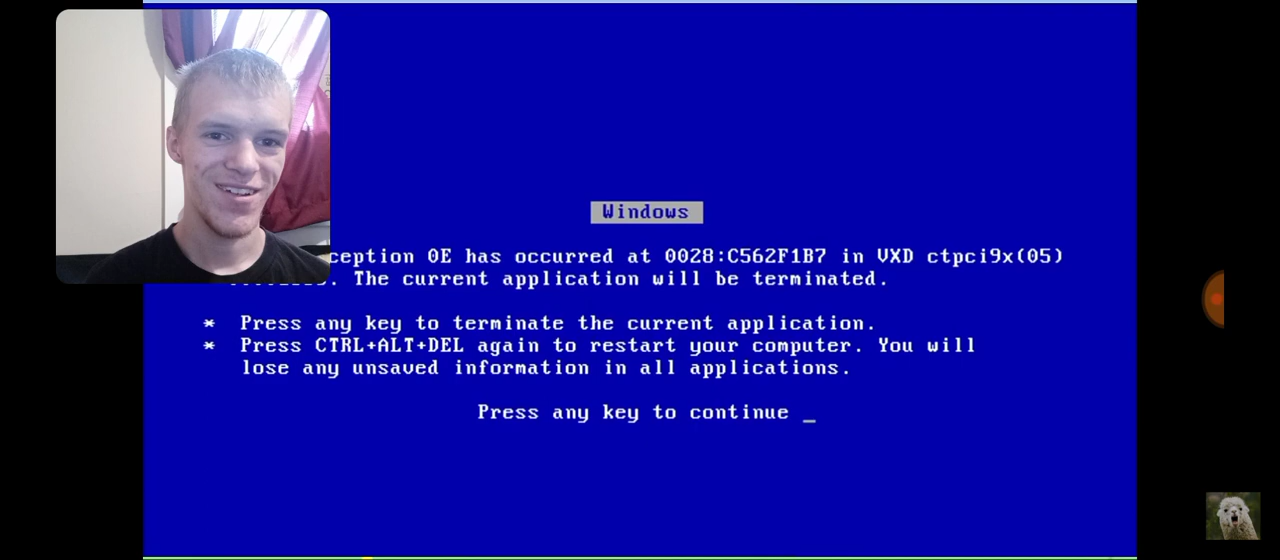 Windows
ception 0E has occurred at 0028:C562F1B7 in VXD ctpci9x(05)
. The current application will be terminated.
* Press any key to terminate the current application.
* Press CTRL+ALT+DEL again to restart your computer. You will
lose any unsaved information in all applications.
Press any key to continue _